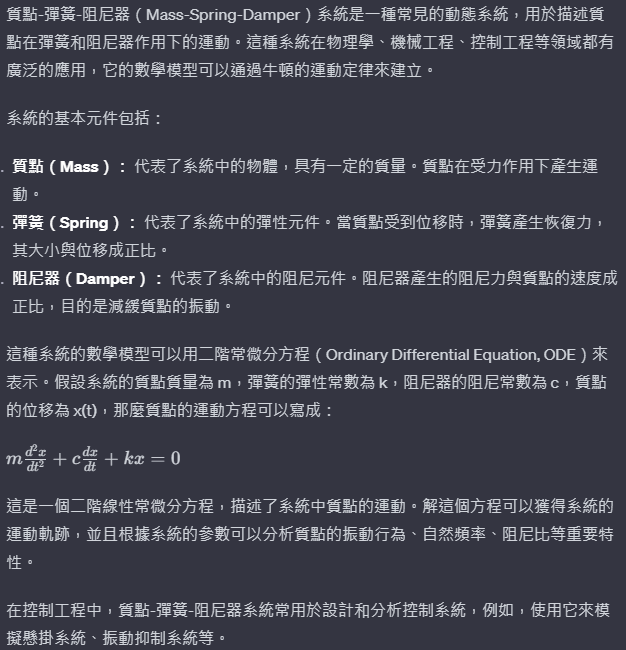 質點-彈簧-阻尼器（Mass-Spring-Damper）系統是一種常見的動態系統，用於描述質
點在彈簧和阻尼器作用下的運動。這種系統在物理學、機械工程、控制工程等領域都有
廣泛的應用，它的數學模型可以通過牛頓的運動定律來建立。
系統的基本元件包括：
. 質點（Mass）： 代表了系統中的物體，具有一定的質量。質點在受力作用下產生運
動。
. 彈簧（Spring）： 代表了系統中的彈性元件。當質點受到位移時，彈簧產生恢復力，
其大小與位移成正比。
. 阻尼器（Damper）： 代表了系統中的阻尼元件。阻尼器產生的阻尼力與質點的速度成
正比，目的是減緩質點的振動。
這種系統的數學模型可以用二階常微分方程（Ordinary Differential Equation, ODE）來
表示。假設系統的質點質量為 m，彈簧的彈性常數為 k，阻尼器的阻尼常數為 c，質點
的位移為 x(t)，那麼質點的運動方程可以寫成：
m d²x/dt² + c dx/dt + kx = 0
這是一個二階線性常微分方程，描述了系統中質點的運動。解這個方程可以獲得系統的
運動軌跡，並且根據系統的參數可以分析質點的振動行為、自然頻率、阻尼比等重要特
性。
在控制工程中，質點-彈簧-阻尼器系統常用於設計和分析控制系統，例如，使用它來模
擬懸掛系統、振動抑制系統等。